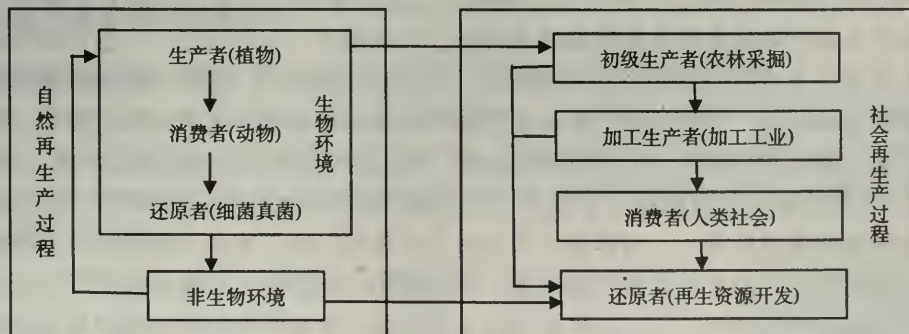 自然再生产过程
生产者(植物)
消费者(动物)
还原者(细菌真菌)
生物环境
非生物环境
初级生产者(农林采掘)
加工生产者(加工工业)
消费者(人类社会)
还原者(再生资源开发)
社会再生产过程